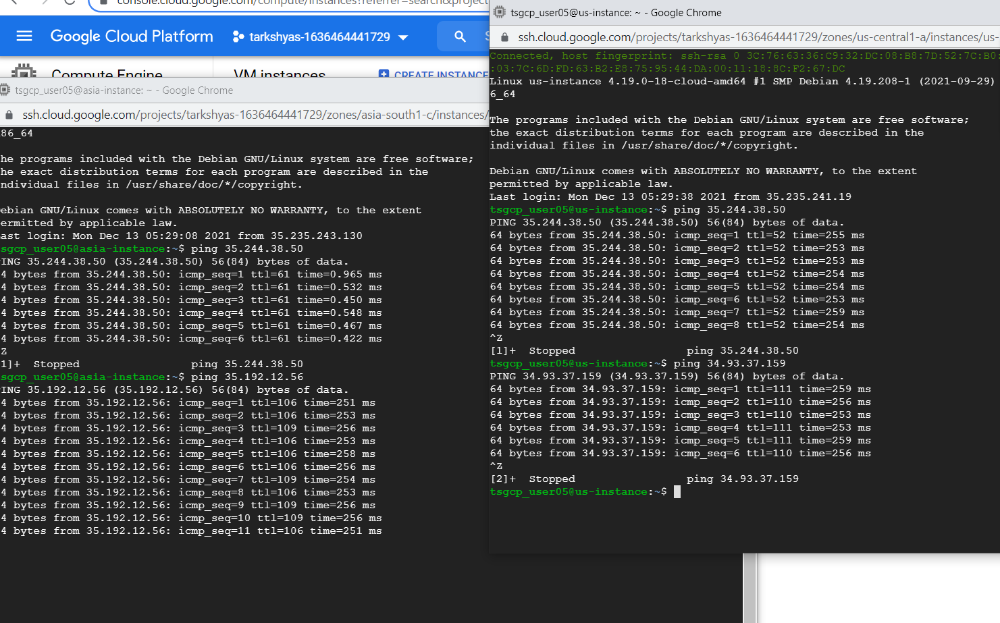 console.cloud.google.com/compute/instances?referrer=search&project
Google Cloud Platform
tarkshyas-1636464441729
S
Compute Engine
VM instances
CREATE INSTANCE
tsgcp_user05@asia-instance: ~ - Google Chrome
ssh.cloud.google.com/projects/tarkshyas-1636464441729/zones/asia-south1-c/instances/
86_64
he programs included with the Debian GNU/Linux system are free software;
he exact distribution terms for each program are described in the
ndividual files in /usr/share/doc/*/copyright.
ebian GNU/Linux comes with ABSOLUTELY NO WARRANTY, to the extent
ermitted by applicable law.
ast login: Mon Dec 13 05:29:08 2021 from 35.235.243.130
sgcp_user05@asia-instance:~$ ping 35.244.38.50
PING 35.244.38.50 (35.244.38.50) 56(84) bytes of data.
4 bytes from 35.244.38.50: icmp_seq=1 ttl=61 time=0.965 ms
4 bytes from 35.244.38.50: icmp_seq=2 ttl=61 time=0.532 ms
4 bytes from 35.244.38.50: icmp_seq=3 ttl=61 time=0.450 ms
4 bytes from 35.244.38.50: icmp_seq=4 ttl=61 time=0.548 ms
4 bytes from 35.244.38.50: icmp_seq=5 ttl=61 time=0.467 ms
4 bytes from 35.244.38.50: icmp_seq=6 ttl=61 time=0.422 ms
Z
1]+  Stopped                 ping 35.244.38.50
sgcp_user05@asia-instance:~$ ping 35.192.12.56
PING 35.192.12.56 (35.192.12.56) 56(84) bytes of data.
4 bytes from 35.192.12.56: icmp_seq=1 ttl=106 time=251 ms
4 bytes from 35.192.12.56: icmp_seq=2 ttl=106 time=253 ms
4 bytes from 35.192.12.56: icmp_seq=3 ttl=109 time=256 ms
4 bytes from 35.192.12.56: icmp_seq=4 ttl=106 time=253 ms
4 bytes from 35.192.12.56: icmp_seq=5 ttl=106 time=258 ms
4 bytes from 35.192.12.56: icmp_seq=6 ttl=106 time=256 ms
4 bytes from 35.192.12.56: icmp_seq=7 ttl=109 time=254 ms
4 bytes from 35.192.12.56: icmp_seq=8 ttl=106 time=253 ms
4 bytes from 35.192.12.56: icmp_seq=9 ttl=109 time=256 ms
4 bytes from 35.192.12.56: icmp_seq=10 ttl=109 time=256 ms
4 bytes from 35.192.12.56: icmp_seq=11 ttl=106 time=251 ms
tsgcp_user05@us-instance: ~ - Google Chrome
ssh.cloud.google.com/projects/tarkshyas-1636464441729/zones/us-central1-a/instances/us-
Connected, host fingerprint: ssh-rsa 0 3C:76:63:36:C9:32:DC:08:B8:7D:52:7C:B0:
:03:7C:6D:FD:63:B2:E8:75:95:44:DA:00:11:18:8C:F2:67:DC
Linux us-instance 4.19.0-18-cloud-amd64 #1 SMP Debian 4.19.208-1 (2021-09-29)
6_64
The programs included with the Debian GNU/Linux system are free software;
the exact distribution terms for each program are described in the
individual files in /usr/share/doc/*/copyright.
Debian GNU/Linux comes with ABSOLUTELY NO WARRANTY, to the extent
permitted by applicable law.
Last login: Mon Dec 13 05:29:38 2021 from 35.235.241.19
tsgcp_user05@us-instance:~$ ping 35.244.38.50
PING 35.244.38.50 (35.244.38.50) 56(84) bytes of data.
64 bytes from 35.244.38.50: icmp_seq=1 ttl=52 time=255 ms
64 bytes from 35.244.38.50: icmp_seq=2 ttl=52 time=253 ms
64 bytes from 35.244.38.50: icmp_seq=3 ttl=52 time=253 ms
64 bytes from 35.244.38.50: icmp_seq=4 ttl=52 time=254 ms
64 bytes from 35.244.38.50: icmp_seq=5 ttl=52 time=254 ms
64 bytes from 35.244.38.50: icmp_seq=6 ttl=52 time=253 ms
64 bytes from 35.244.38.50: icmp_seq=7 ttl=52 time=259 ms
64 bytes from 35.244.38.50: icmp_seq=8 ttl=52 time=254 ms
^Z
[1]+  Stopped                 ping 35.244.38.50
tsgcp_user05@us-instance:~$ ping 34.93.37.159
PING 34.93.37.159 (34.93.37.159) 56(84) bytes of data.
64 bytes from 34.93.37.159: icmp_seq=1 ttl=111 time=259 ms
64 bytes from 34.93.37.159: icmp_seq=2 ttl=110 time=256 ms
64 bytes from 34.93.37.159: icmp_seq=3 ttl=110 time=253 ms
64 bytes from 34.93.37.159: icmp_seq=4 ttl=111 time=253 ms
64 bytes from 34.93.37.159: icmp_seq=5 ttl=111 time=259 ms
64 bytes from 34.93.37.159: icmp_seq=6 ttl=110 time=256 ms
^Z
[2]+  Stopped                 ping 34.93.37.159
tsgcp_user05@us-instance:~$